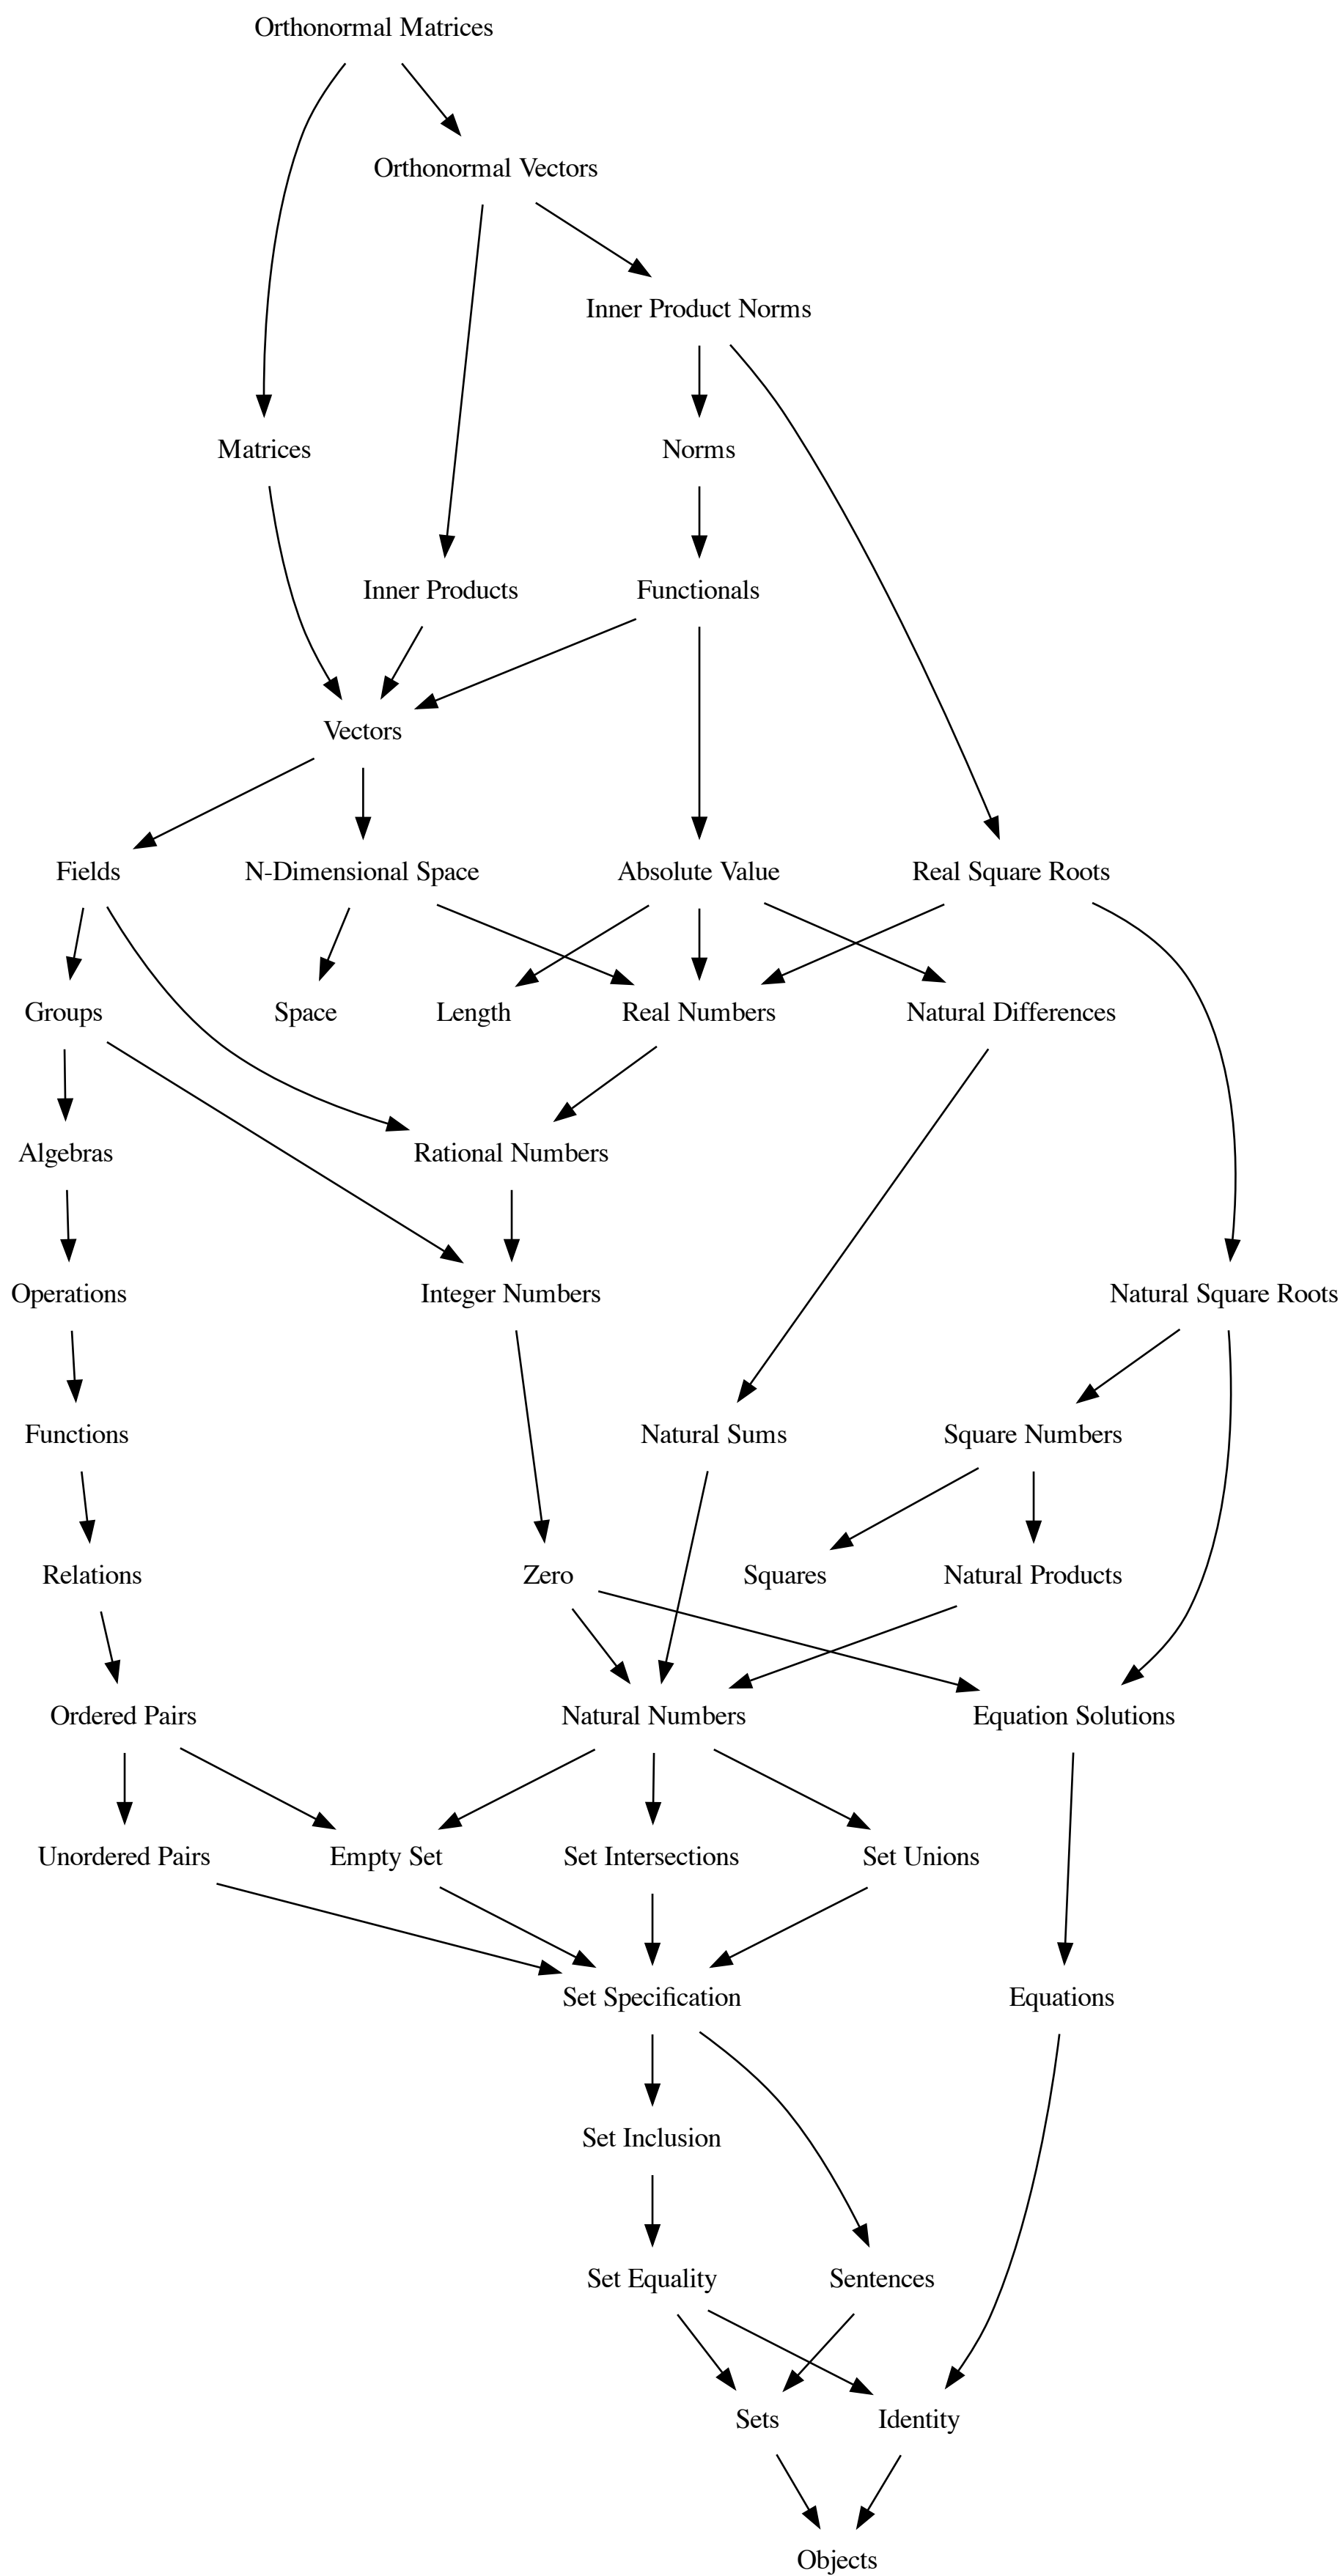 Orthonormal Matrices
Orthonormal Vectors
Inner Product Norms
Matrices
Norms
Inner Products
Functionals
Vectors
Fields
N-Dimensional Space
Absolute Value
Real Square Roots
Groups
Space
Length
Real Numbers
Natural Differences
Algebras
Rational Numbers
Operations
Integer Numbers
Natural Square Roots
Functions
Natural Sums
Square Numbers
Relations
Zero
Squares
Natural Products
Ordered Pairs
Natural Numbers
Equation Solutions
Unordered Pairs
Empty Set
Set Intersections
Set Unions
Set Specification
Equations
Set Inclusion
Set Equality
Sentences
Sets
Identity
Objects